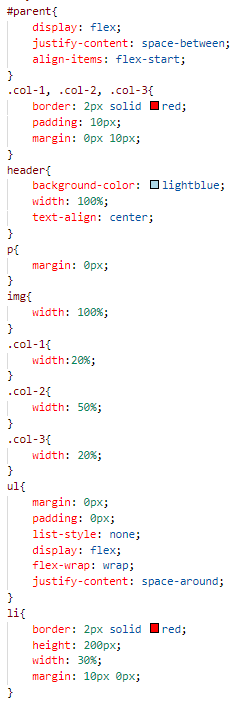 #parent{
display: flex;
justify-content: space-between;
align-items: flex-start;
}
.col-1, .col-2, .col-3{
border: 2px solid red;
padding: 10px;
margin: 0px 10px;
}
header{
background-color: lightblue;
width: 100%;
text-align: center;
}
p{
margin: 0px;
}
img{
width: 100%;
}
.col-1{
width:20%;
}
.col-2{
width: 50%;
}
.col-3{
width: 20%;
}
ul{
margin: 0px;
padding: 0px;
list-style: none;
display: flex;
flex-wrap: wrap;
justify-content: space-around;
}
li{
border: 2px solid red;
height: 200px;
width: 30%;
margin: 10px 0px;
}